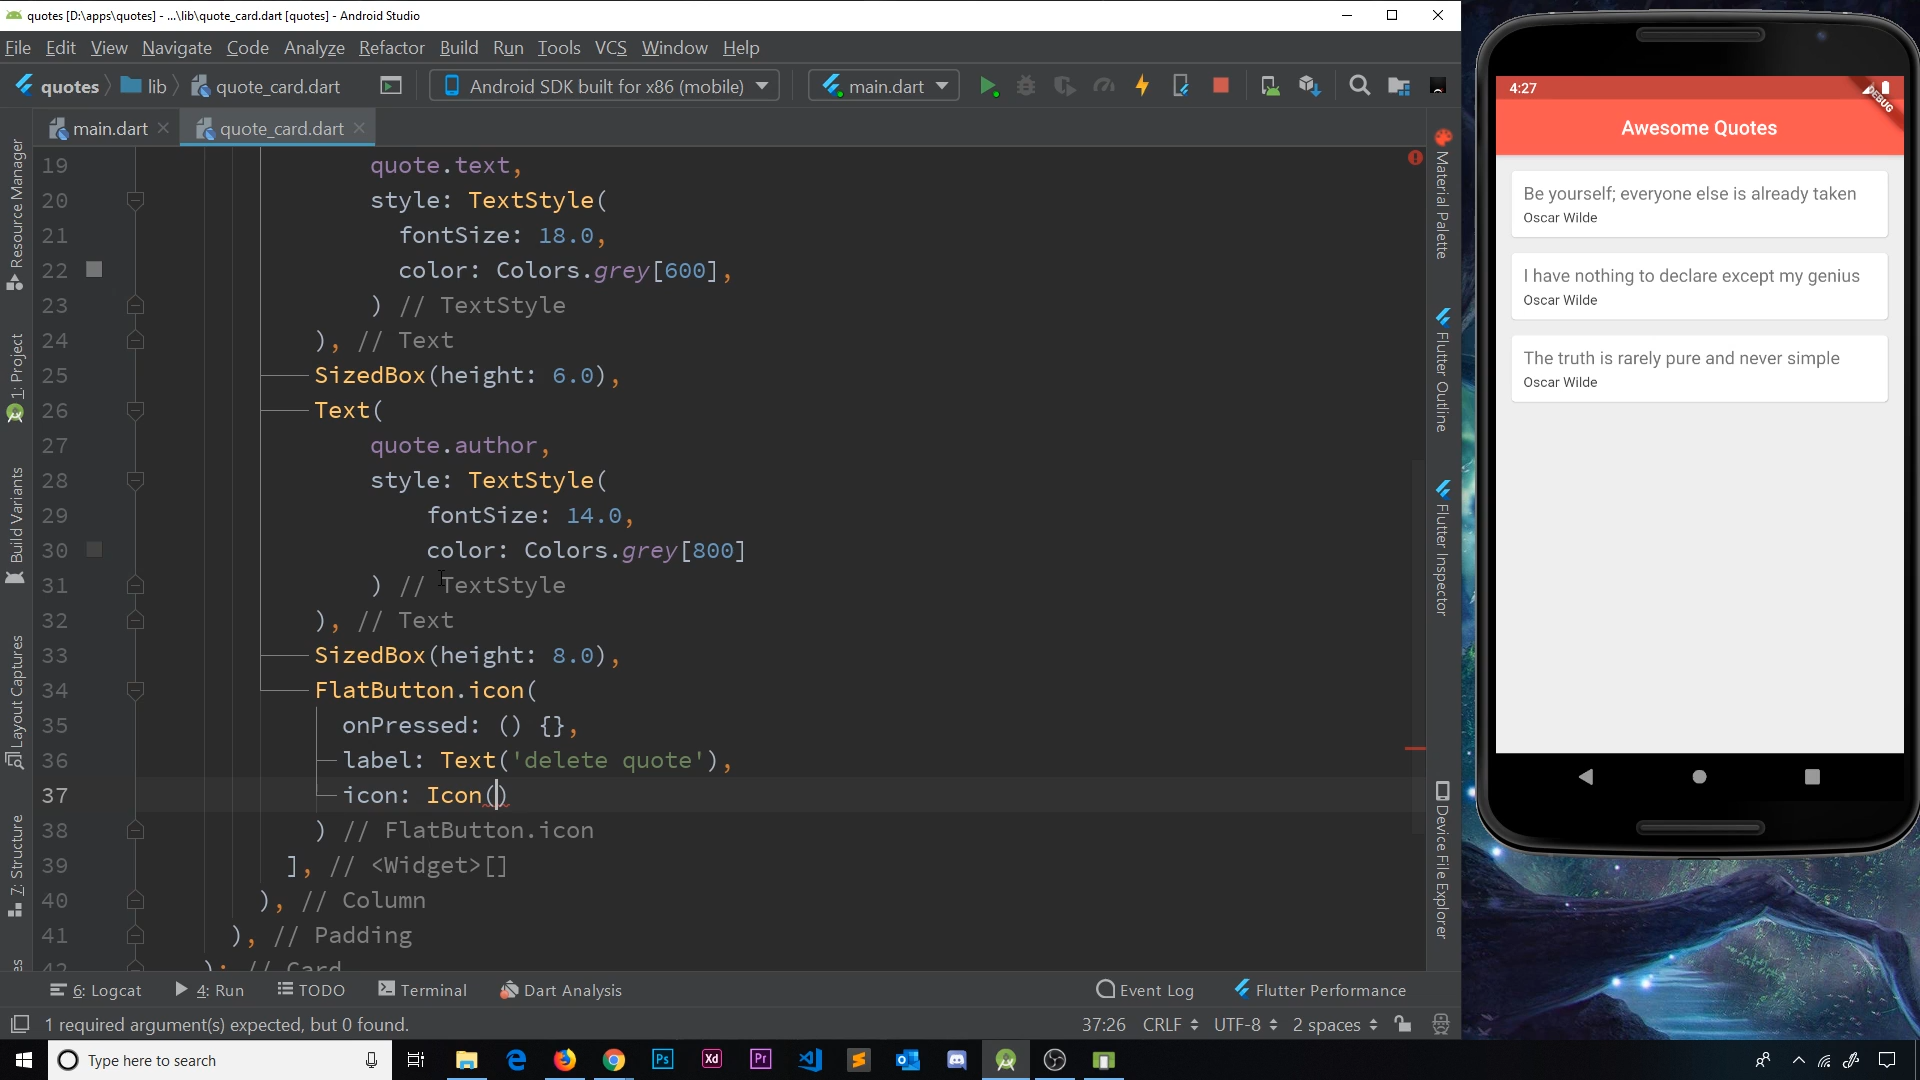 quotes [D:\apps\quotes] - ...\lib\quote_card.dart [quotes] - Android Studio
File Edit View Navigate Code Analyze Refactor Build Run Tools VCS Window Help
quotes lib quote_card.dart Android SDK built for x86 (mobile) main.dart
main.dart quote_card.dart
19 quote.text,
20 style: TextStyle(
21 fontSize: 18.0,
22 color: Colors.grey[600],
23 ) // TextStyle
24 ), // Text
25 SizedBox(height: 6.0),
26 Text(
27 quote.author,
28 style: TextStyle(
29 fontSize: 14.0,
30 color: Colors.grey[800]
31 ) // TextStyle
32 ), // Text
33 SizedBox(height: 8.0),
34 FlatButton.icon(
35 onPressed: () {},
36 label: Text('delete quote'),
37 icon: Icon()
38 ) // FlatButton.icon
39 ], // <Widget>[]
40 ), // Column
41 ), // Padding
42 ); // Card
Resource Manager
1: Project
Build Variants
Layout Captures
7: Structure
Material Palette
Flutter Outline
Flutter Inspector
Device File Explorer
6: Logcat 4: Run TODO Terminal Dart Analysis Event Log Flutter Performance
1 required argument(s) expected, but 0 found. 37:26 CRLF UTF-8 2 spaces
Type here to search
Ps Xd Pr
4:27
DEBUG
Awesome Quotes
Be yourself; everyone else is already taken
Oscar Wilde
I have nothing to declare except my genius
Oscar Wilde
The truth is rarely pure and never simple
Oscar Wilde